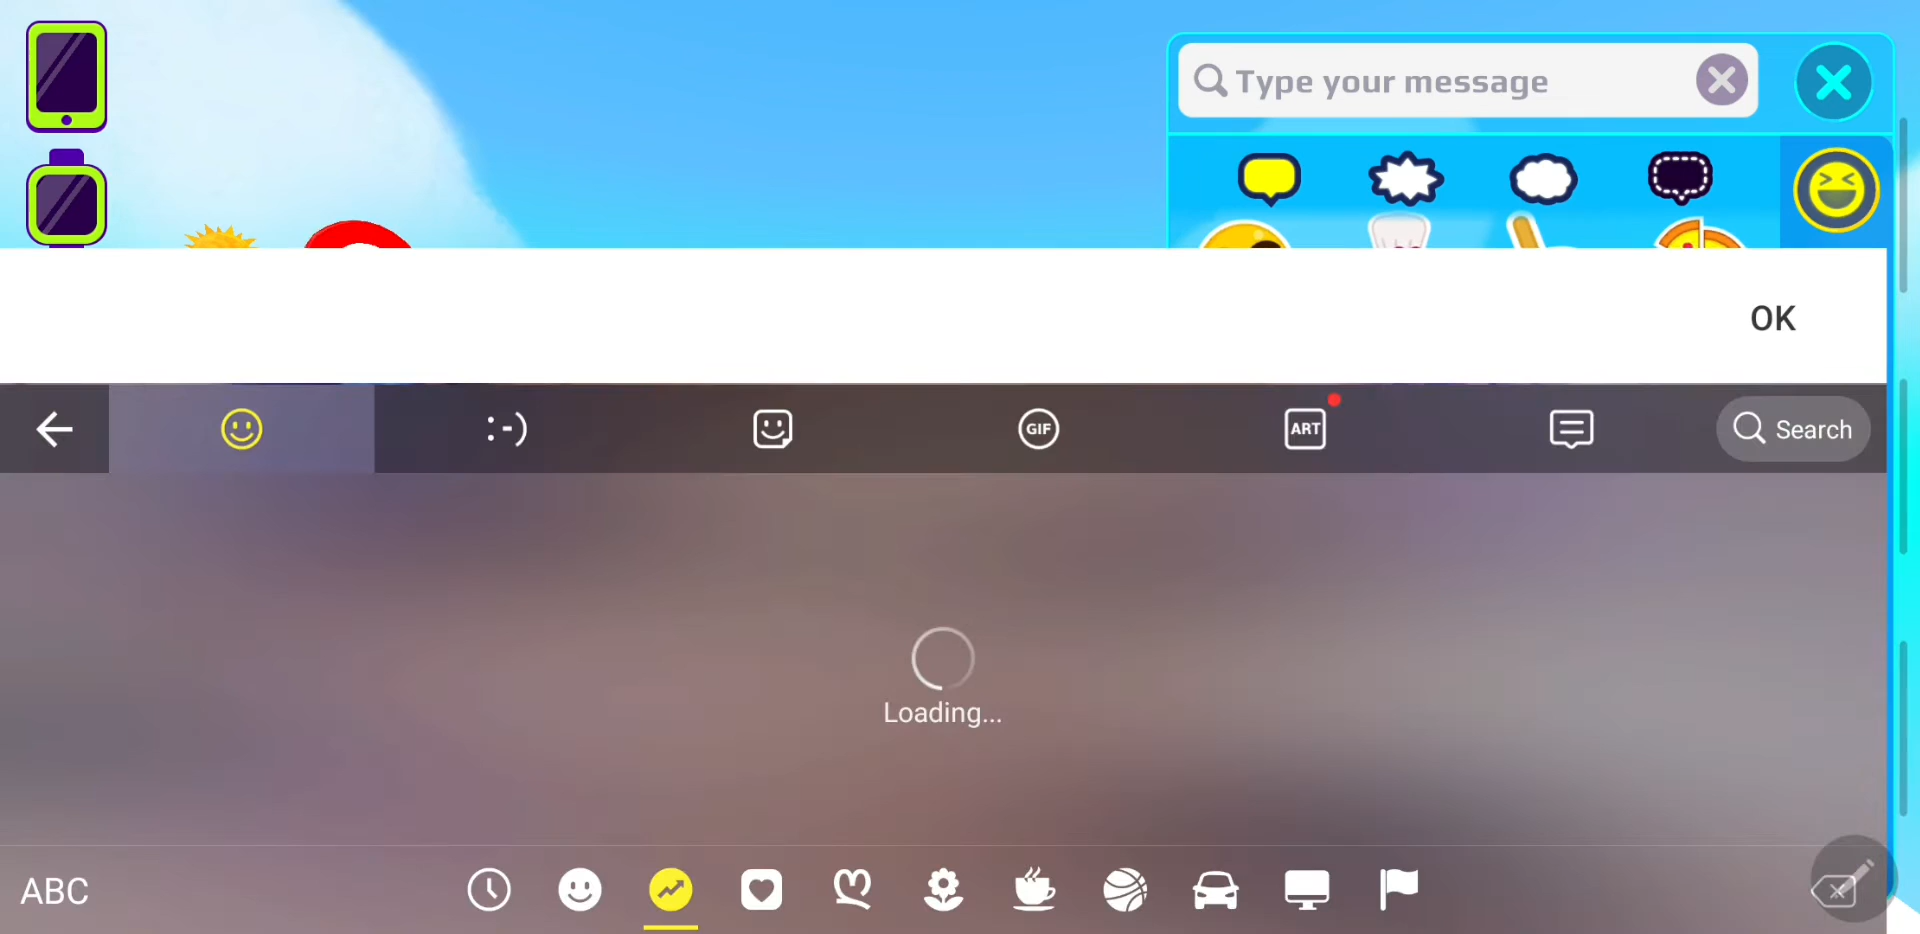 Type your message
OK
:-)
GIF
ART
Search
Loading...
ABC